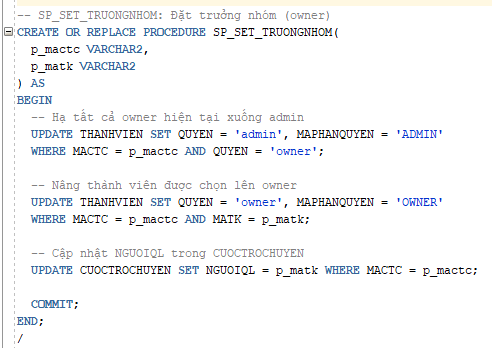 -- SP_SET_TRUONGNHOM: Đặt trưởng nhóm (owner)
CREATE OR REPLACE PROCEDURE SP_SET_TRUONGNHOM(
  p_mactc VARCHAR2,
  p_matk VARCHAR2
) AS
BEGIN
  -- Hạ tất cả owner hiện tại xuống admin
  UPDATE THANHVIEN SET QUYEN = 'admin', MAPHANQUYEN = 'ADMIN'
  WHERE MACTC = p_mactc AND QUYEN = 'owner';

  -- Nâng thành viên được chọn lên owner
  UPDATE THANHVIEN SET QUYEN = 'owner', MAPHANQUYEN = 'OWNER'
  WHERE MACTC = p_mactc AND MATK = p_matk;

  -- Cập nhật NGUOIQL trong CUOCTROCHUYEN
  UPDATE CUOCTROCHUYEN SET NGUOIQL = p_matk WHERE MACTC = p_mactc;

  COMMIT;
END;
/